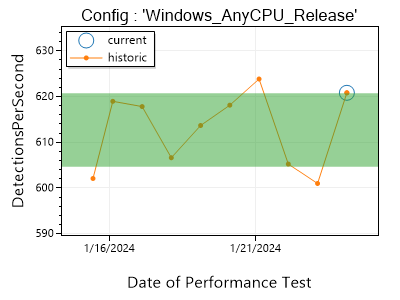 Config : 'Windows_AnyCPU_Release'
current
historic
DetectionsPerSecond
630
620
610
600
590
1/16/2024
1/21/2024
Date of Performance Test